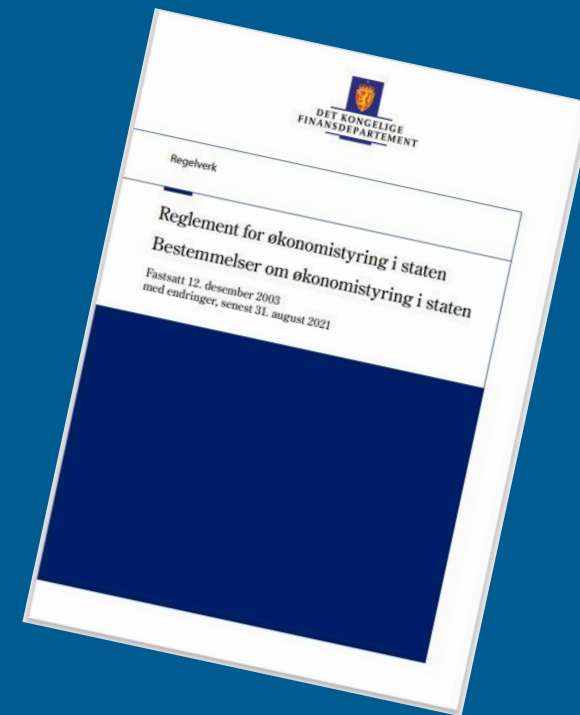 DET KONGELIGE
FINANSDEPARTEMENT
Regelverk
Reglement for økonomistyring i staten
Bestemmelser om økonomistyring i staten
Fastsatt 12. desember 2003
med endringer, senest 31. august 2021